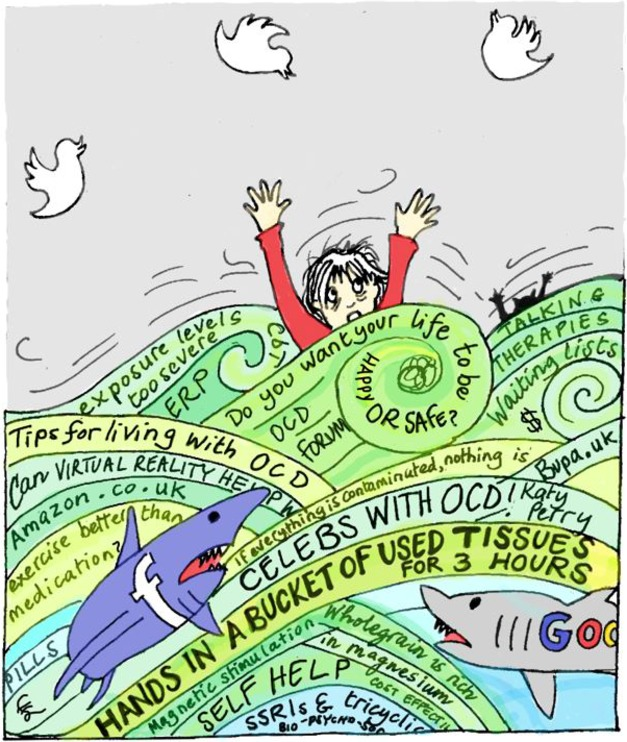 exposure levels
too severe
CBT
ERP
Do you want your life to be
HAPPY
OR SAFE?
OCD
FORUM
TALKING
THERAPIES
Waiting lists
$
Tips for living with OCD
Can VIRTUAL REALITY HELP
Amazon.co.uk
exercise better than
medication?
if everything is contaminated, nothing is
Bupa.uk
CELEBS WITH OCD!
Katy
Perry
HANDS IN A BUCKET OF USED TISSUES
FOR 3 HOURS
f
Goo
PILLS
Magnetic stimulation
Wholegrain is rich
in magnesium
COST EFFECTI
SELF HELP
SSRIs & tricyclic
BIO-PSYCHO-SO